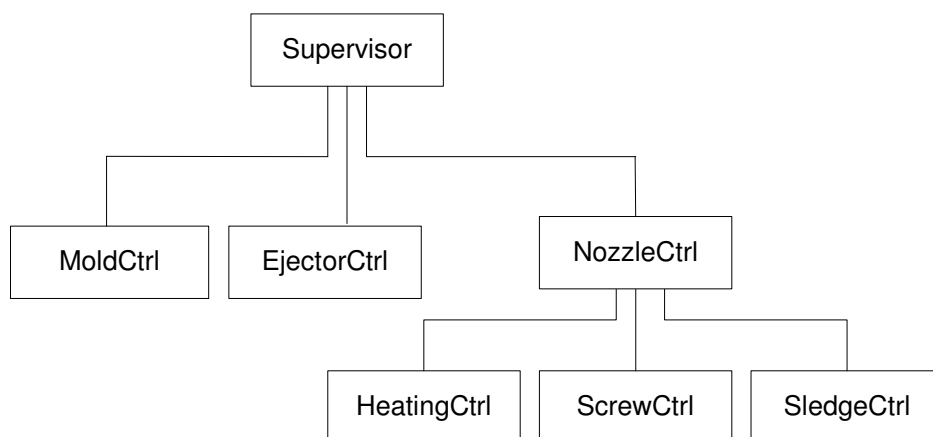 Supervisor
MoldCtrl
EjectorCtrl
NozzleCtrl
HeatingCtrl
ScrewCtrl
SledgeCtrl